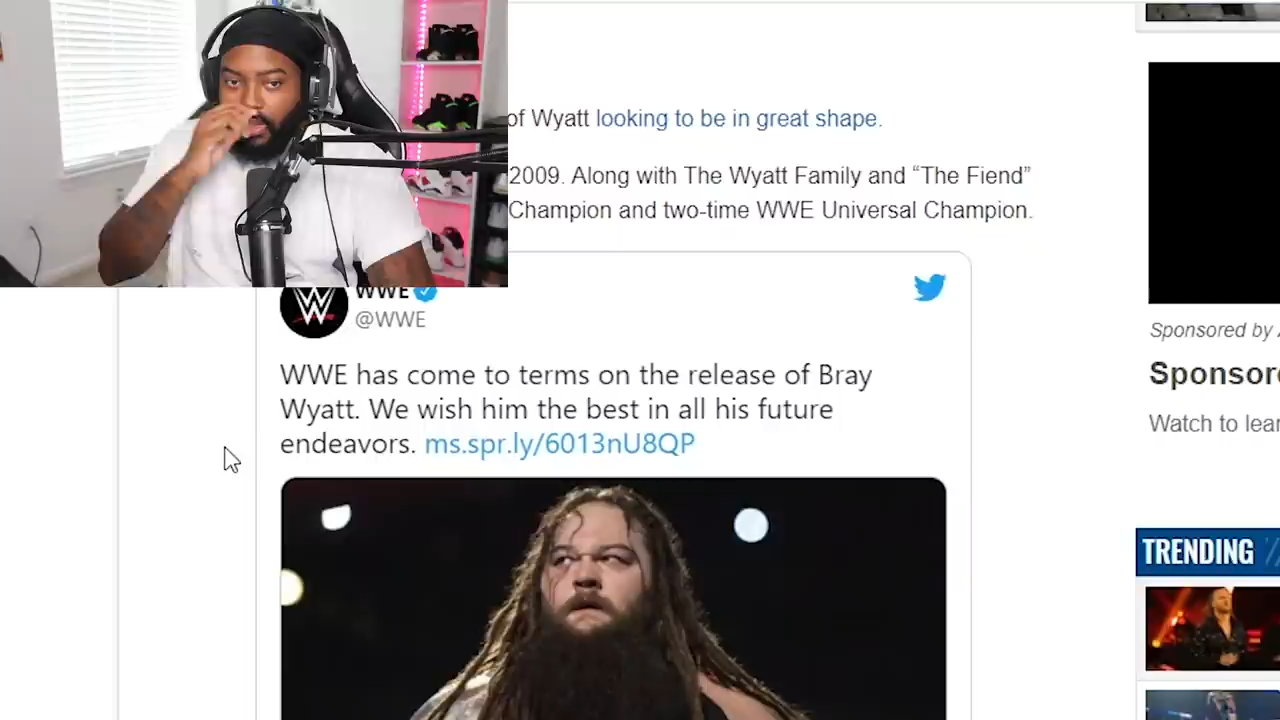 of Wyatt looking to be in great shape.
2009. Along with The Wyatt Family and “The Fiend”
Champion and two-time WWE Universal Champion.
WWE
@WWE
WWE has come to terms on the release of Bray
Wyatt. We wish him the best in all his future
endeavors. ms.spr.ly/6013nU8QP
Sponsored by
Sponsor
Watch to lear
TRENDING //